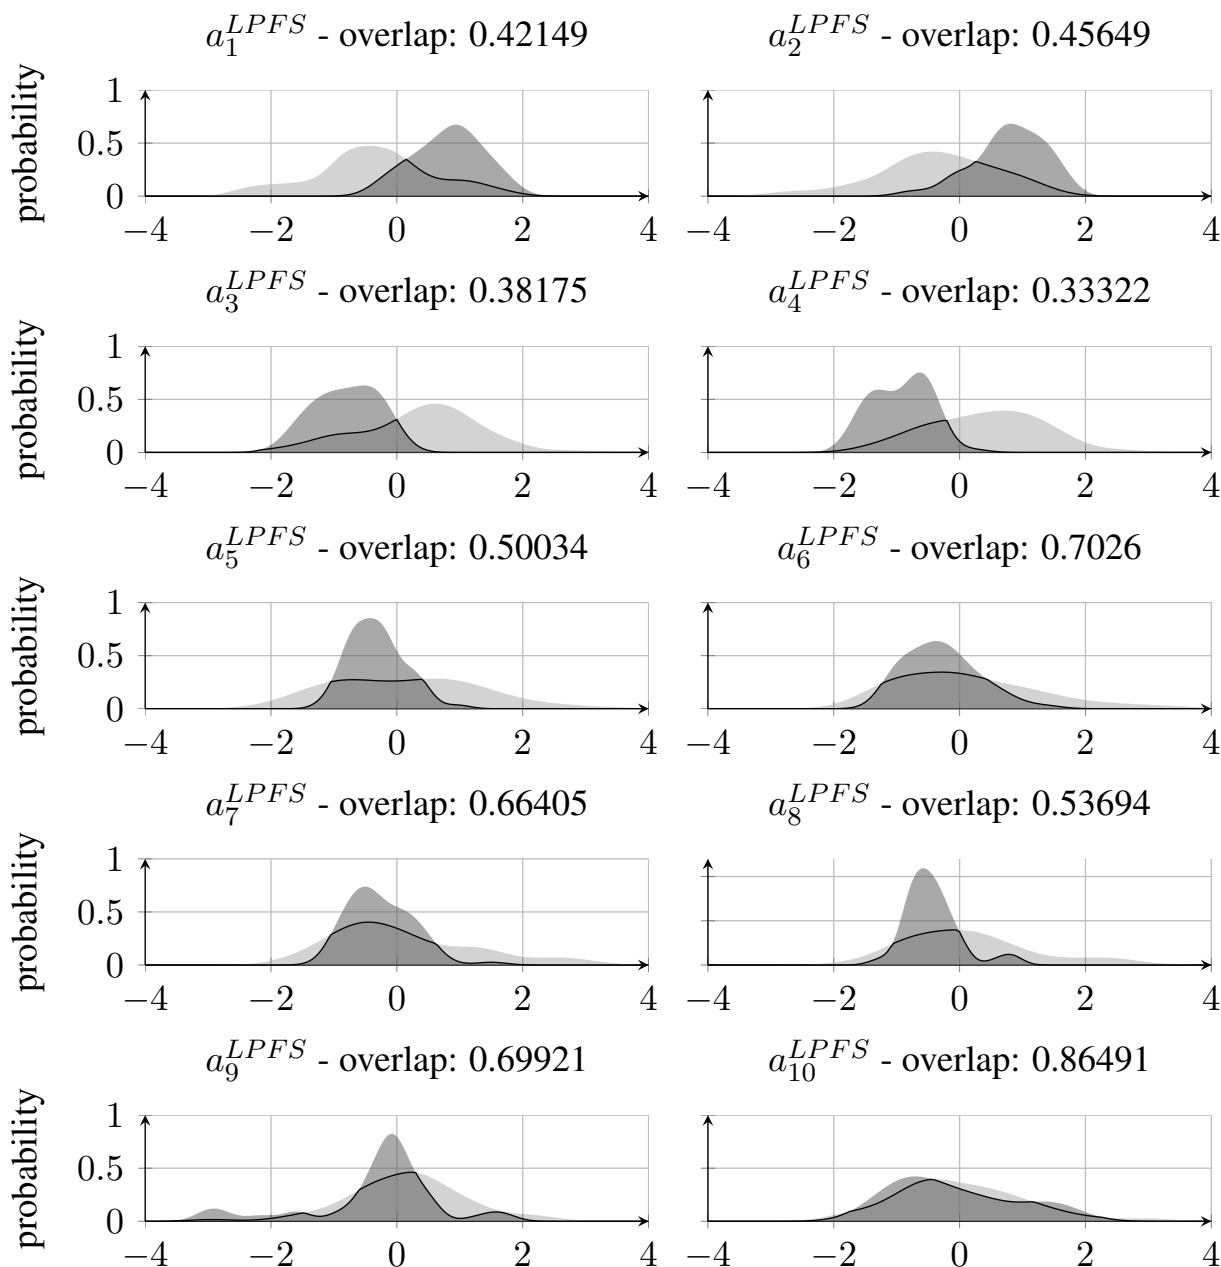 a_1^{LPFS} - overlap: 0.42149
a_2^{LPFS} - overlap: 0.45649
probability
1
0.5
0
−4 −2 0 2 4
−4 −2 0 2 4
a_3^{LPFS} - overlap: 0.38175
a_4^{LPFS} - overlap: 0.33322
probability
1
0.5
0
−4 −2 0 2 4
−4 −2 0 2 4
a_5^{LPFS} - overlap: 0.50034
a_6^{LPFS} - overlap: 0.7026
probability
1
0.5
0
−4 −2 0 2 4
−4 −2 0 2 4
a_7^{LPFS} - overlap: 0.66405
a_8^{LPFS} - overlap: 0.53694
probability
1
0.5
0
−4 −2 0 2 4
−4 −2 0 2 4
a_9^{LPFS} - overlap: 0.69921
a_{10}^{LPFS} - overlap: 0.86491
probability
1
0.5
0
−4 −2 0 2 4
−4 −2 0 2 4